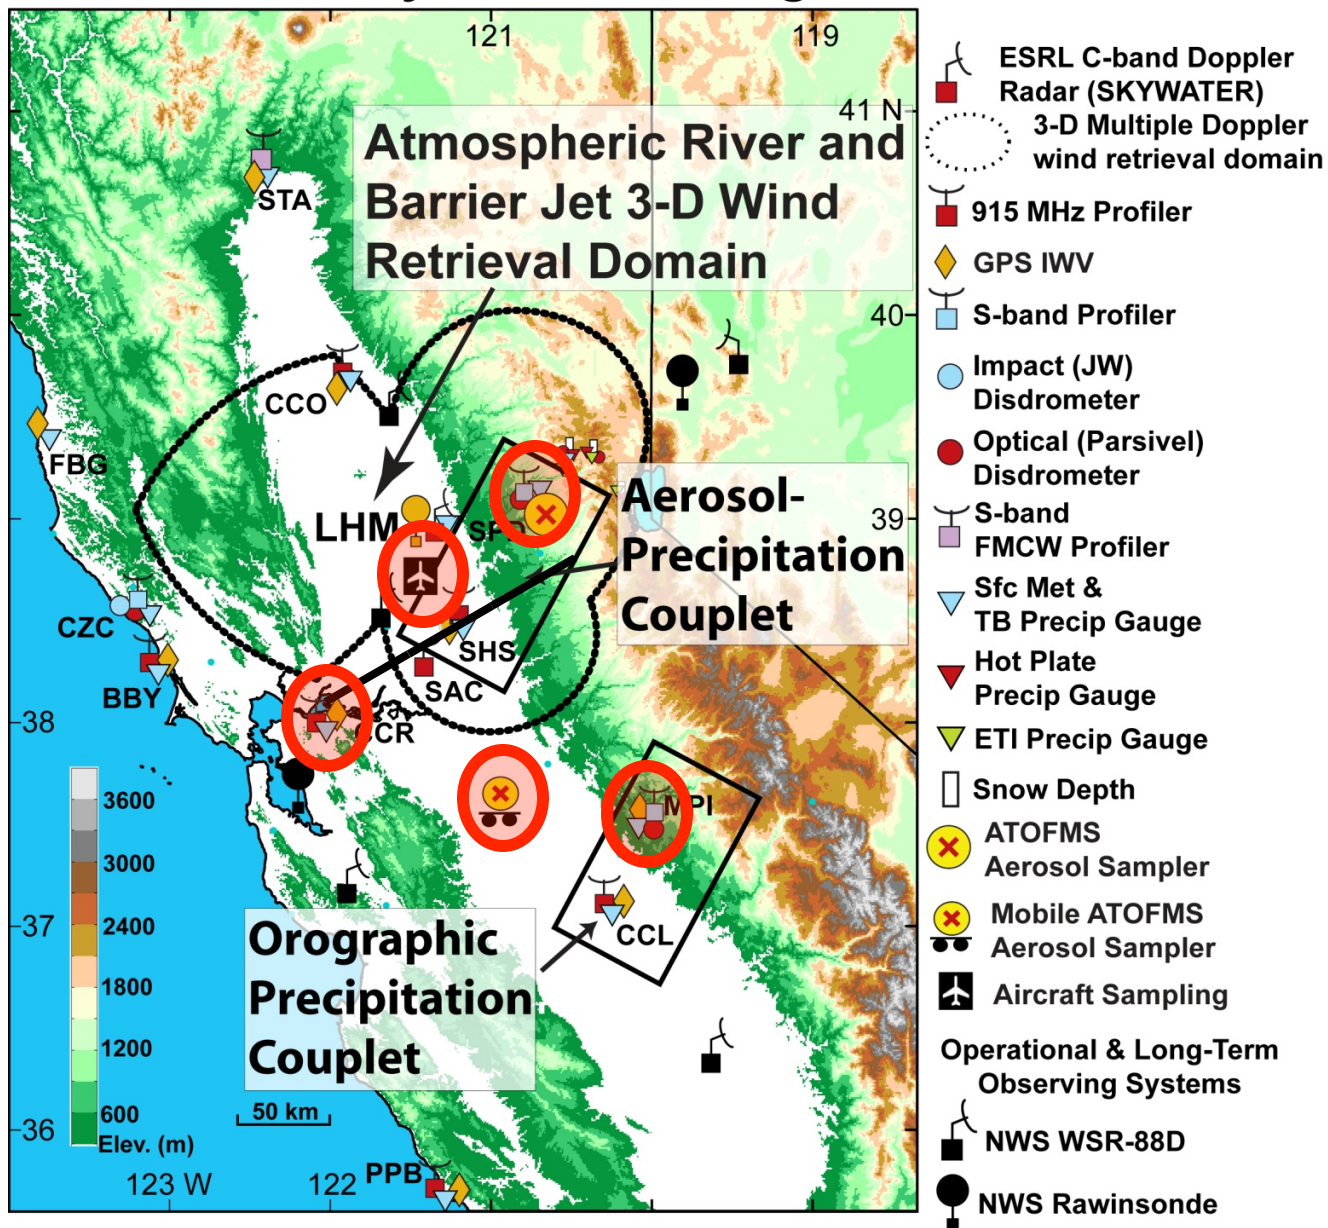 121
119
41 N
Atmospheric River and
Barrier Jet 3-D Wind
Retrieval Domain
STA
40
CCO
FBG
39
LHM
Aerosol-
Precipitation
Couplet
CZC
SHS
SAC
BBY
38
CCR
MPI
3600
3000
2400
1800
1200
600
Elev. (m)
37
CCL
Orographic
Precipitation
Couplet
50 km
36
123 W
122
PPB
ESRL C-band Doppler
Radar (SKYWATER)
3-D Multiple Doppler
wind retrieval domain
915 MHz Profiler
GPS IWV
S-band Profiler
Impact (JW)
Disdrometer
Optical (Parsivel)
Disdrometer
S-band
FMCW Profiler
Sfc Met &
TB Precip Gauge
Hot Plate
Precip Gauge
ETI Precip Gauge
Snow Depth
ATOFMS
Aerosol Sampler
Mobile ATOFMS
Aerosol Sampler
Aircraft Sampling
Operational & Long-Term
Observing Systems
NWS WSR-88D
NWS Rawinsonde